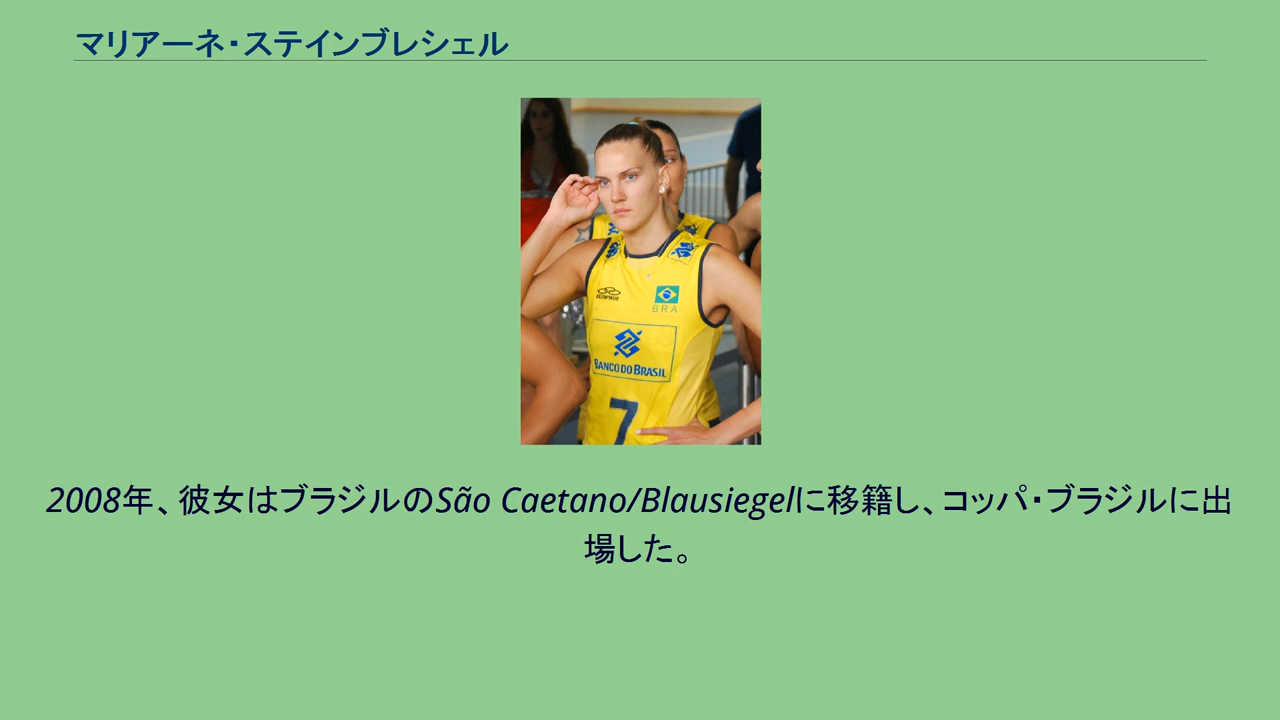 マリアーネ・ステインブレシェル
OLYMPIKUS
BRA
BANCO DO BRASIL
7
2008年、彼女はブラジルのSão Caetano/Blausiegelに移籍し、コッパ・ブラジルに出
場した。